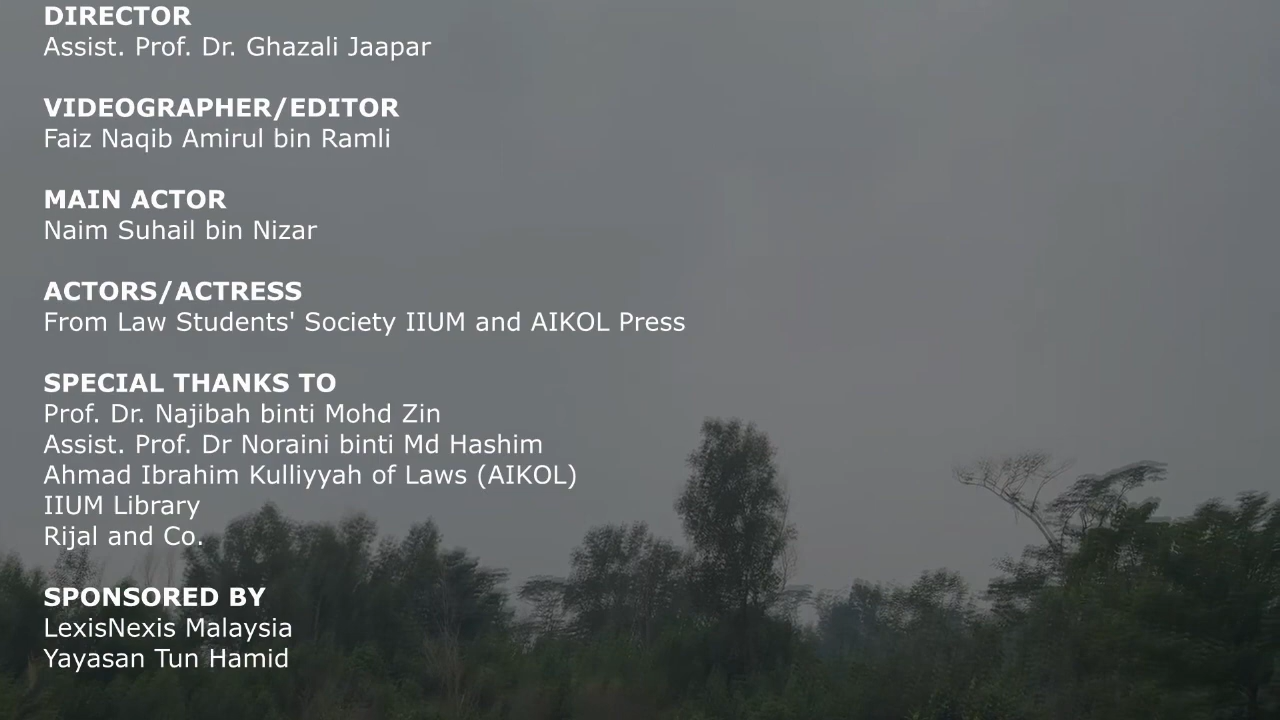 DIRECTOR
Assist. Prof. Dr. Ghazali Jaapar
VIDEOGRAPHER/EDITOR
Faiz Naqib Amirul bin Ramli
MAIN ACTOR
Naim Suhail bin Nizar
ACTORS/ACTRESS
From Law Students' Society IIUM and AIKOL Press
SPECIAL THANKS TO
Prof. Dr. Najibah binti Mohd Zin
Assist. Prof. Dr Noraini binti Md Hashim
Ahmad Ibrahim Kulliyyah of Laws (AIKOL)
IIUM Library
Rijal and Co.
SPONSORED BY
LexisNexis Malaysia
Yayasan Tun Hamid